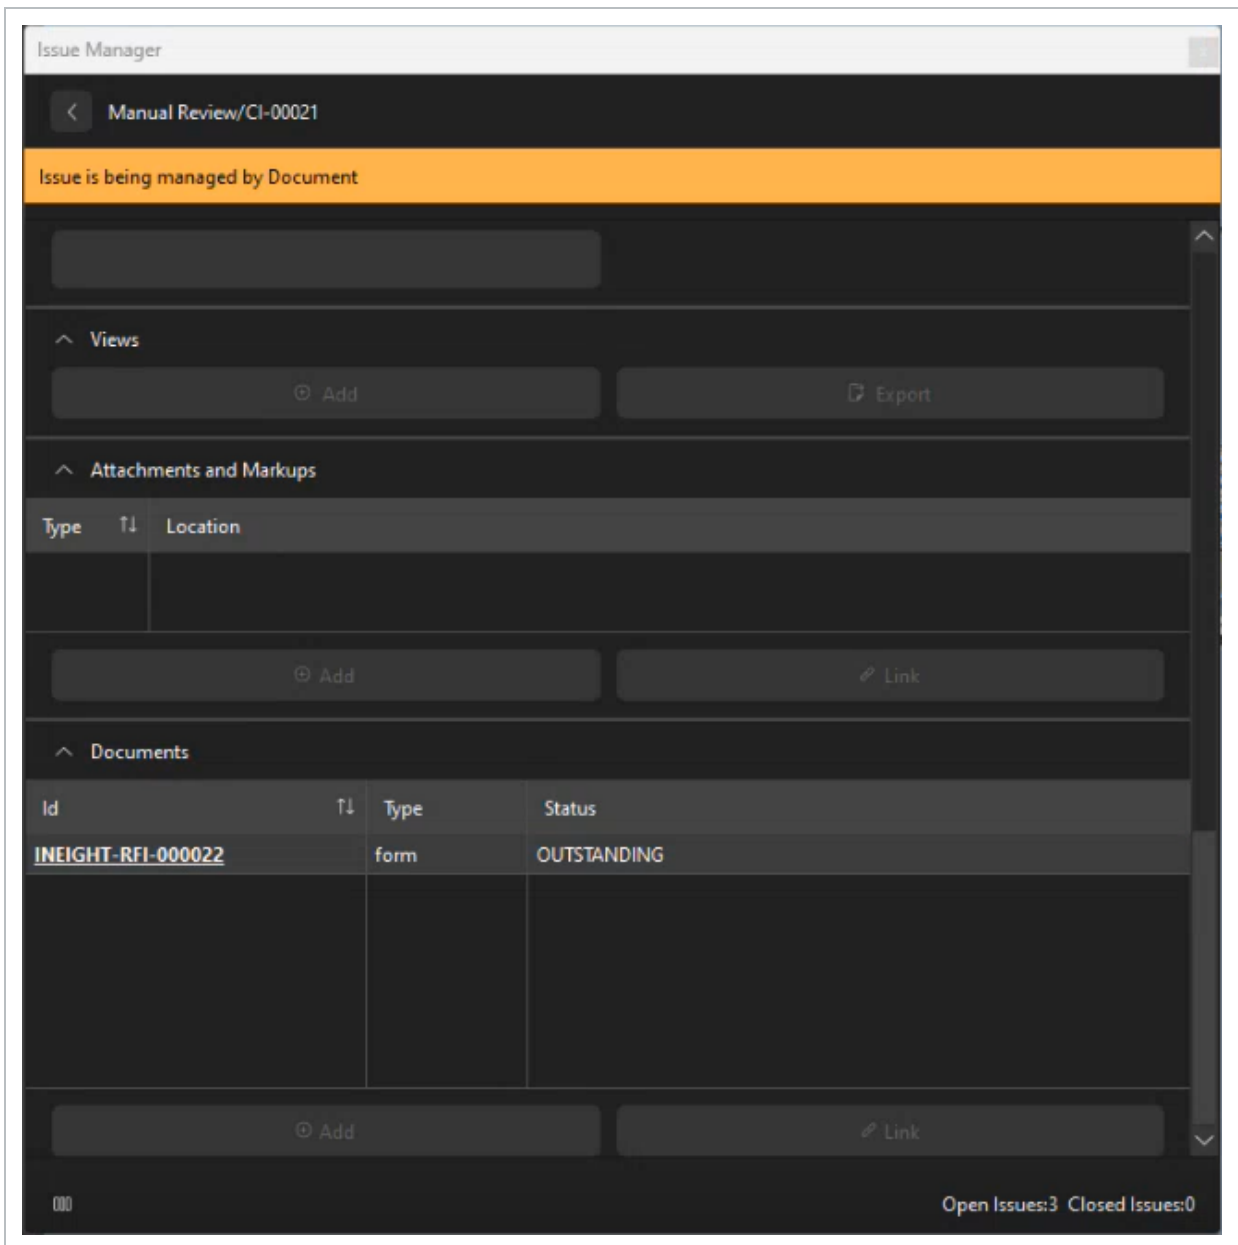 Issue Manager
Manual Review/CI-00021
Issue is being managed by Document
Views
Add Export
Attachments and Markups
Type Location
Add Link
Documents
Id Type Status
INEIGHT-RFI-000022 form OUTSTANDING
Add Link
Open Issues:3 Closed Issues:0